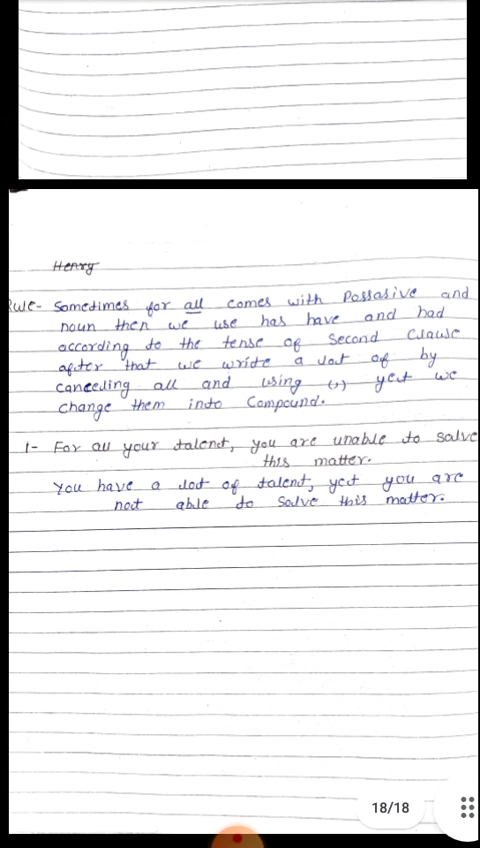 Henry
Rule- Sometimes for all comes with Possasive and
noun then we use has have and had
according to the tense of Second Clause
after that we write a lot of by
canceling all and using (,) yet we
change them into Compound.
1- For all your talent, you are unable to salve
this matter.
You have a lot of talent, yet you are
not able to salve this matter.
18/18